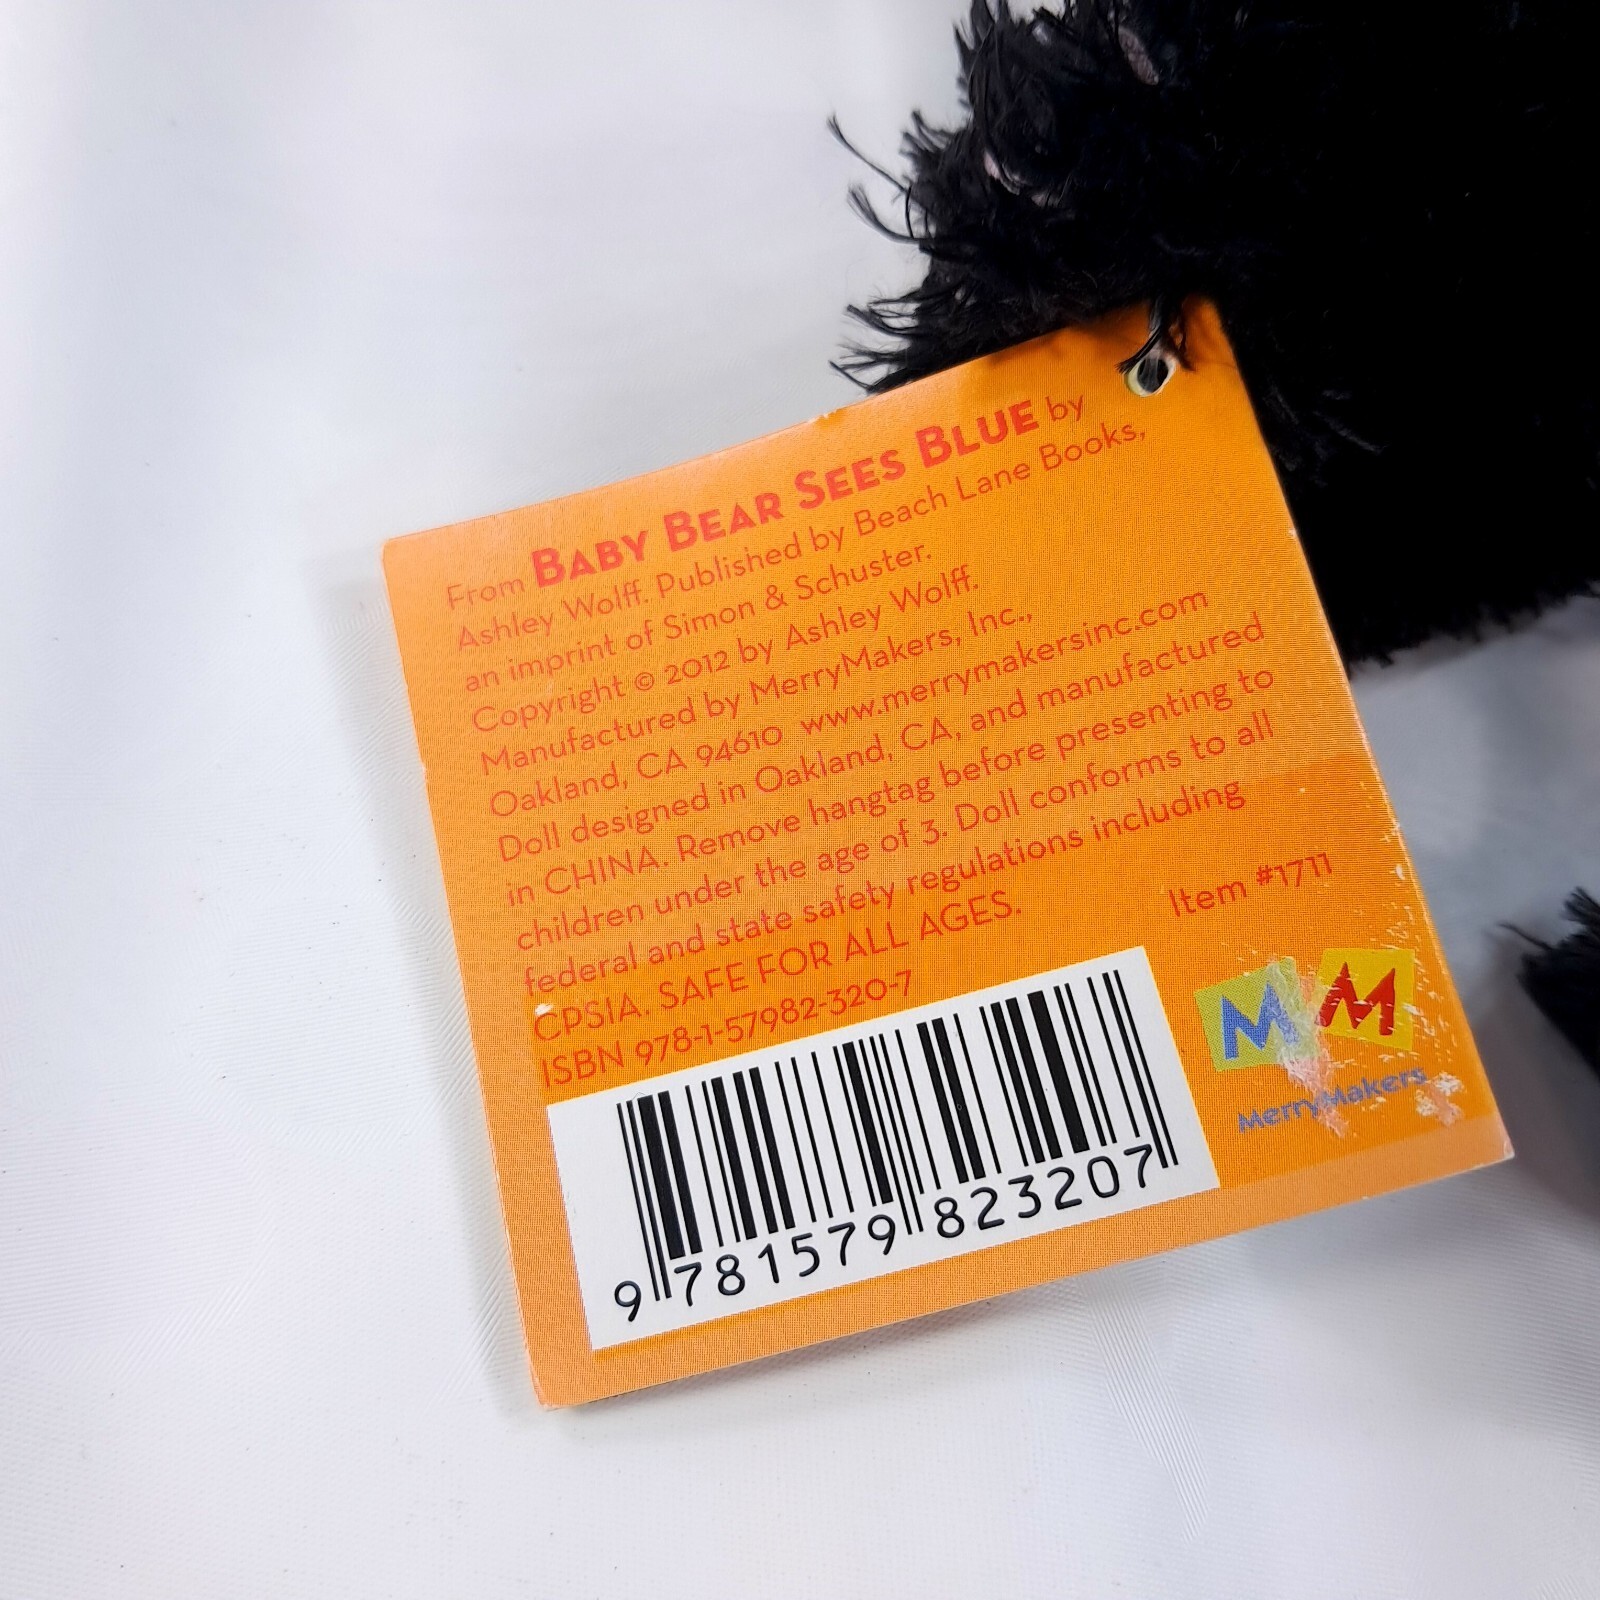 From BABY BEAR SEES BLUE by
Ashley Wolff. Published by Beach Lane Books,
an imprint of Simon & Schuster.
Copyright © 2012 by Ashley Wolff.
Manufactured by MerryMakers, Inc.,
Oakland, CA 94610 www.merrymakersinc.com
Doll designed in Oakland, CA, and manufactured
in CHINA. Remove hangtag before presenting to
children under the age of 3. Doll conforms to all
federal and state safety regulations including
CPSIA. SAFE FOR ALL AGES.
Item #1711
ISBN 978-1-57982-320-7
9 781579 823207
M M
MerryMakers